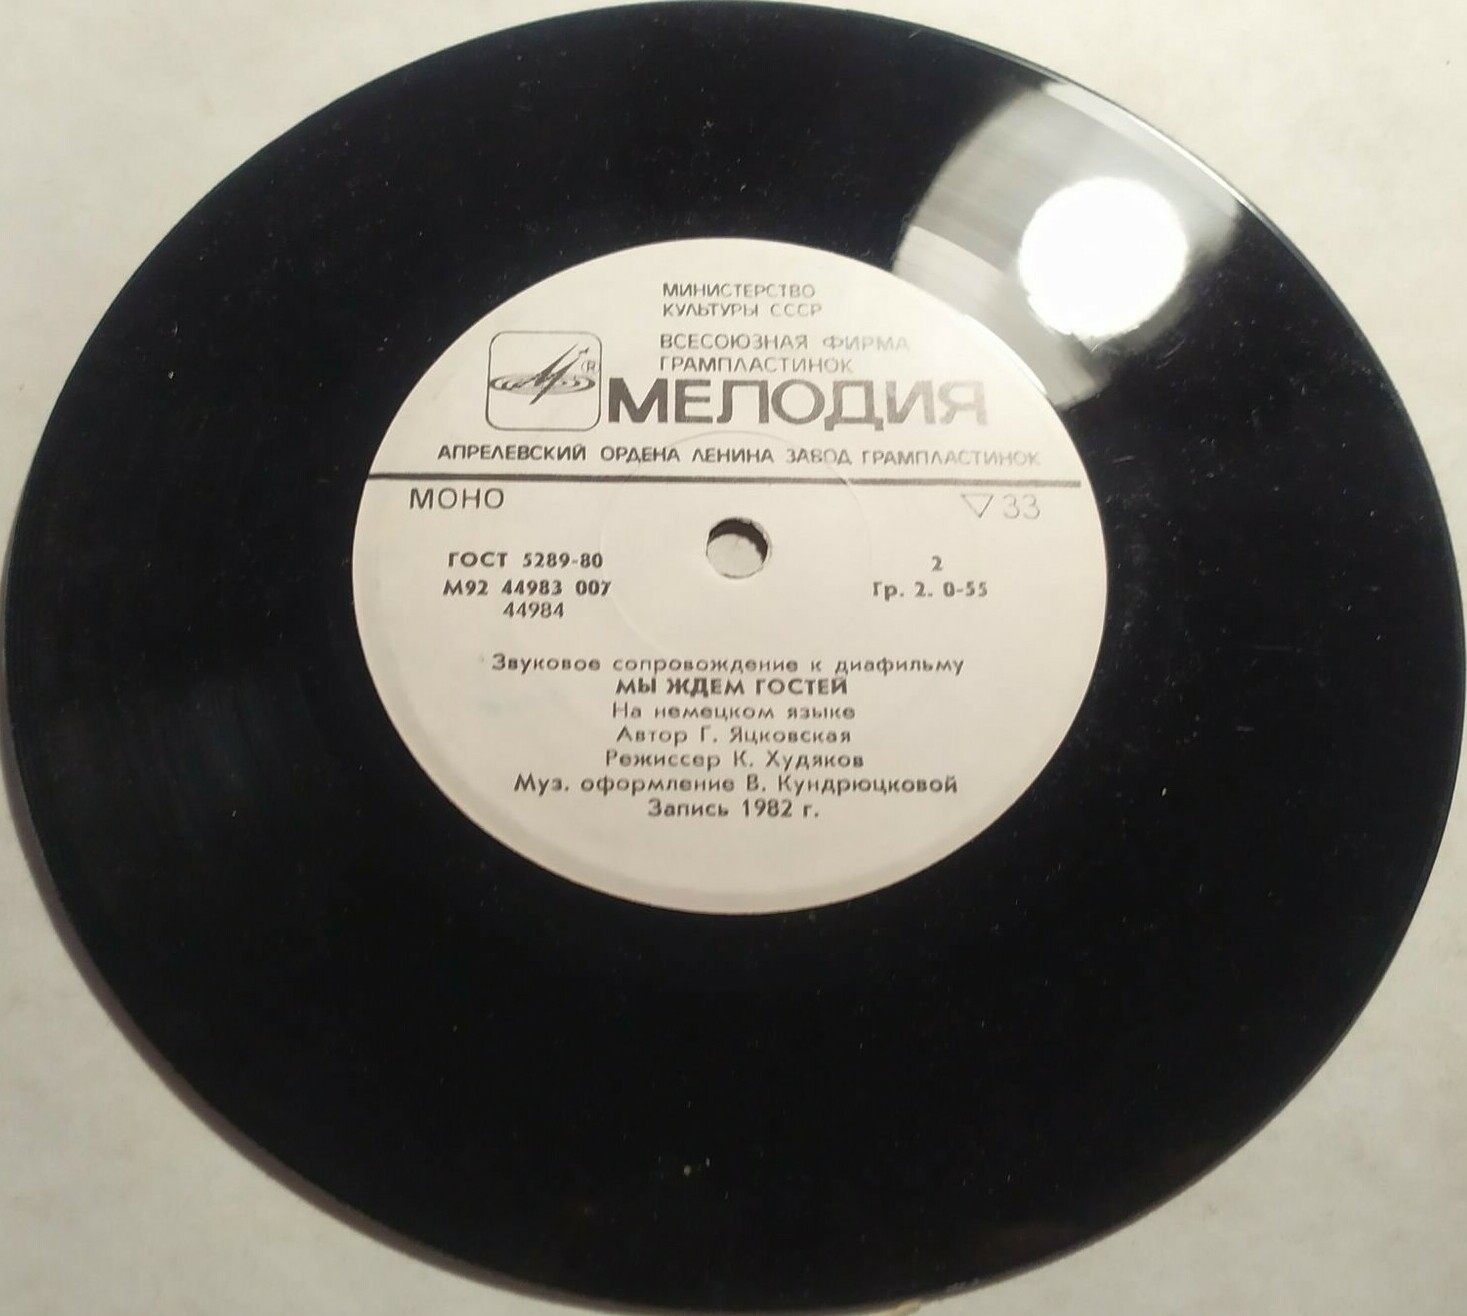 МИНИСТЕРСТВО
КУЛЬТУРЫ СССР
ВСЕСОЮЗНАЯ ФИРМА
ГРАМПЛАСТИНОК
МЕЛОДИЯ
АПРЕЛЕВСКИЙ ОРДЕНА ЛЕНИНА ЗАВОД ГРАМПЛАСТИНОК
МОНО
▽ 33
ГОСТ 5289-80
М92 44983 007
44984
2
Гр. 2. 0-55
Звуковое сопровождение к диафильму
МЫ ЖДЕМ ГОСТЕЙ
На немецком языке
Автор Г. Яцковская
Режиссер К. Худяков
Муз. оформление В. Кундрюцковой
Запись 1982 г.